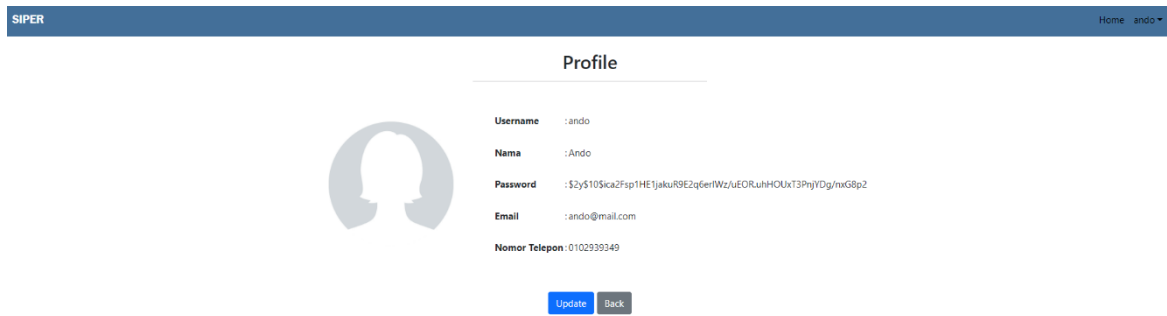 SIPER Home ando
Profile
Username : ando
Nama : Ando
Password : $2y$10$ica2Fsp1HE1jakuR9E2q6erIWz/uEOR.uhHOUxT3PnjYDg/nxG8p2
Email : ando@mail.com
Nomor Telepon : 0102939349
Update Back